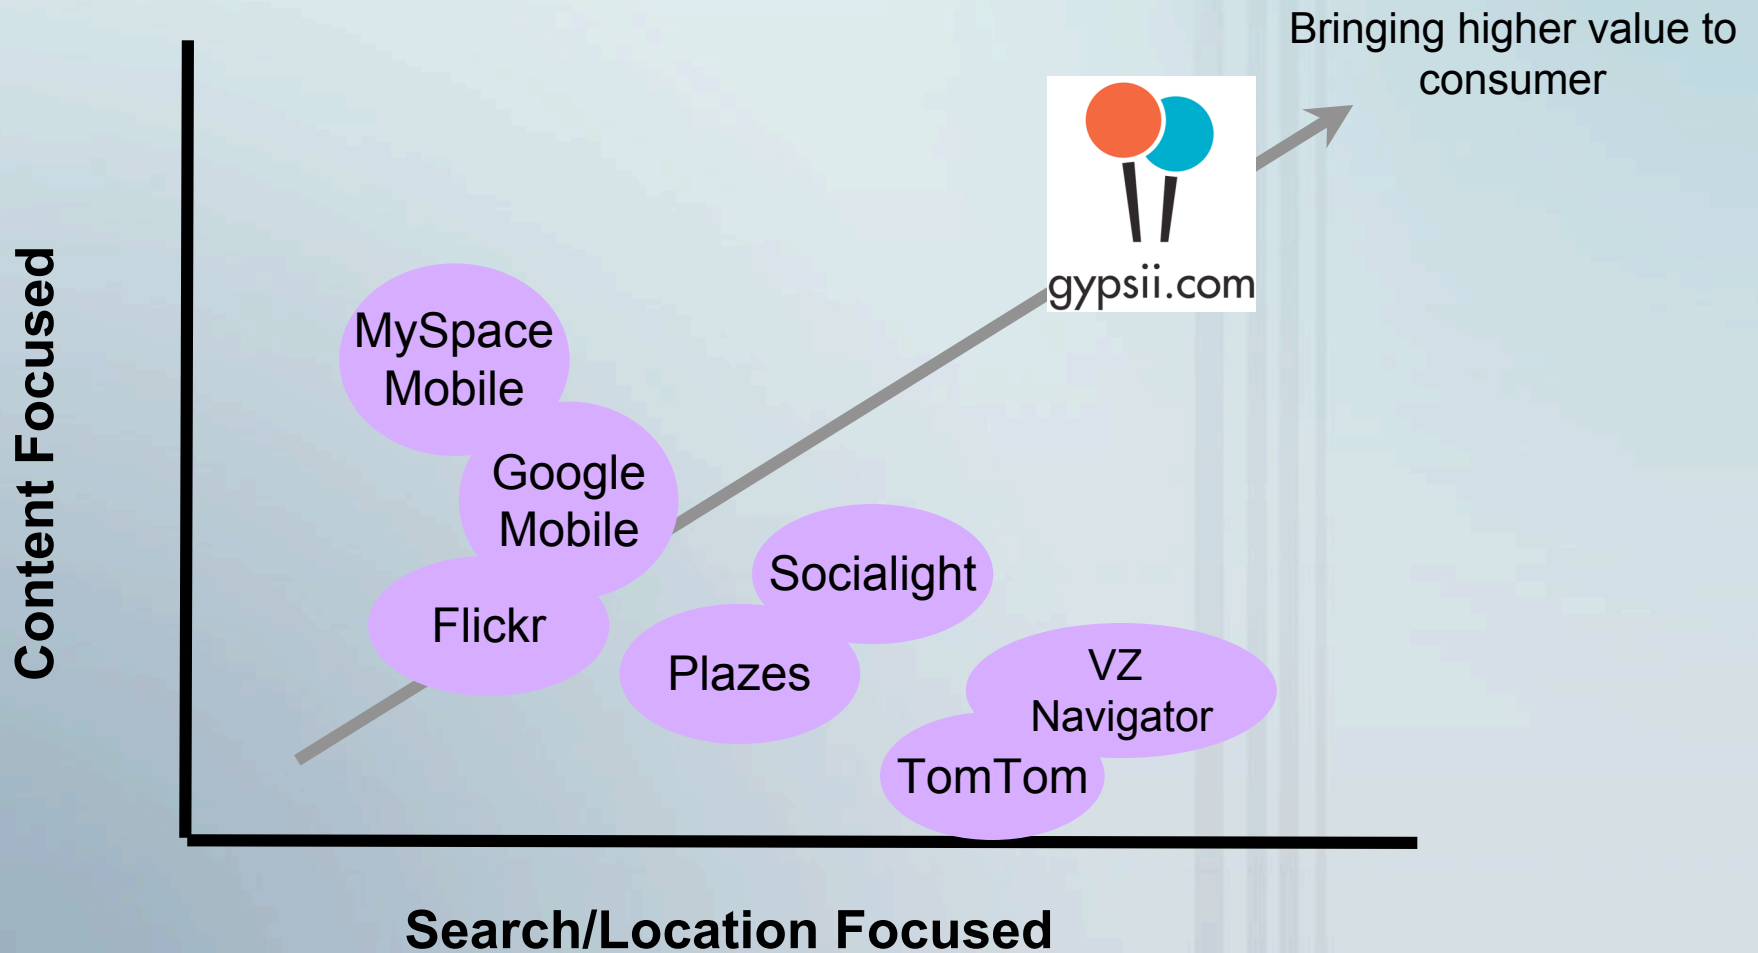 Bringing higher value to
consumer
gypsii.com
Content Focused
MySpace
Mobile
Google
Mobile
Flickr
Socialight
Plazes
VZ
Navigator
TomTom
Search/Location Focused